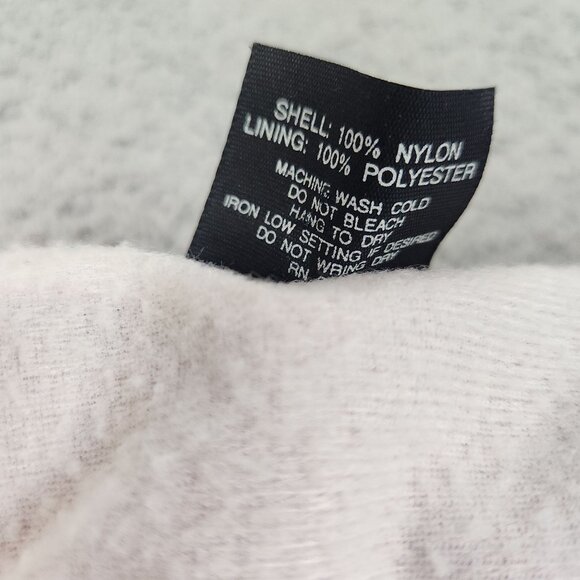 SHELL: 100% NYLON
LINING: 100% POLYESTER
MACHINE WASH COLD
DO NOT BLEACH
HANG TO DRY
IRON LOW SETTING IF DESIRED
DO NOT WRING DRY
RN